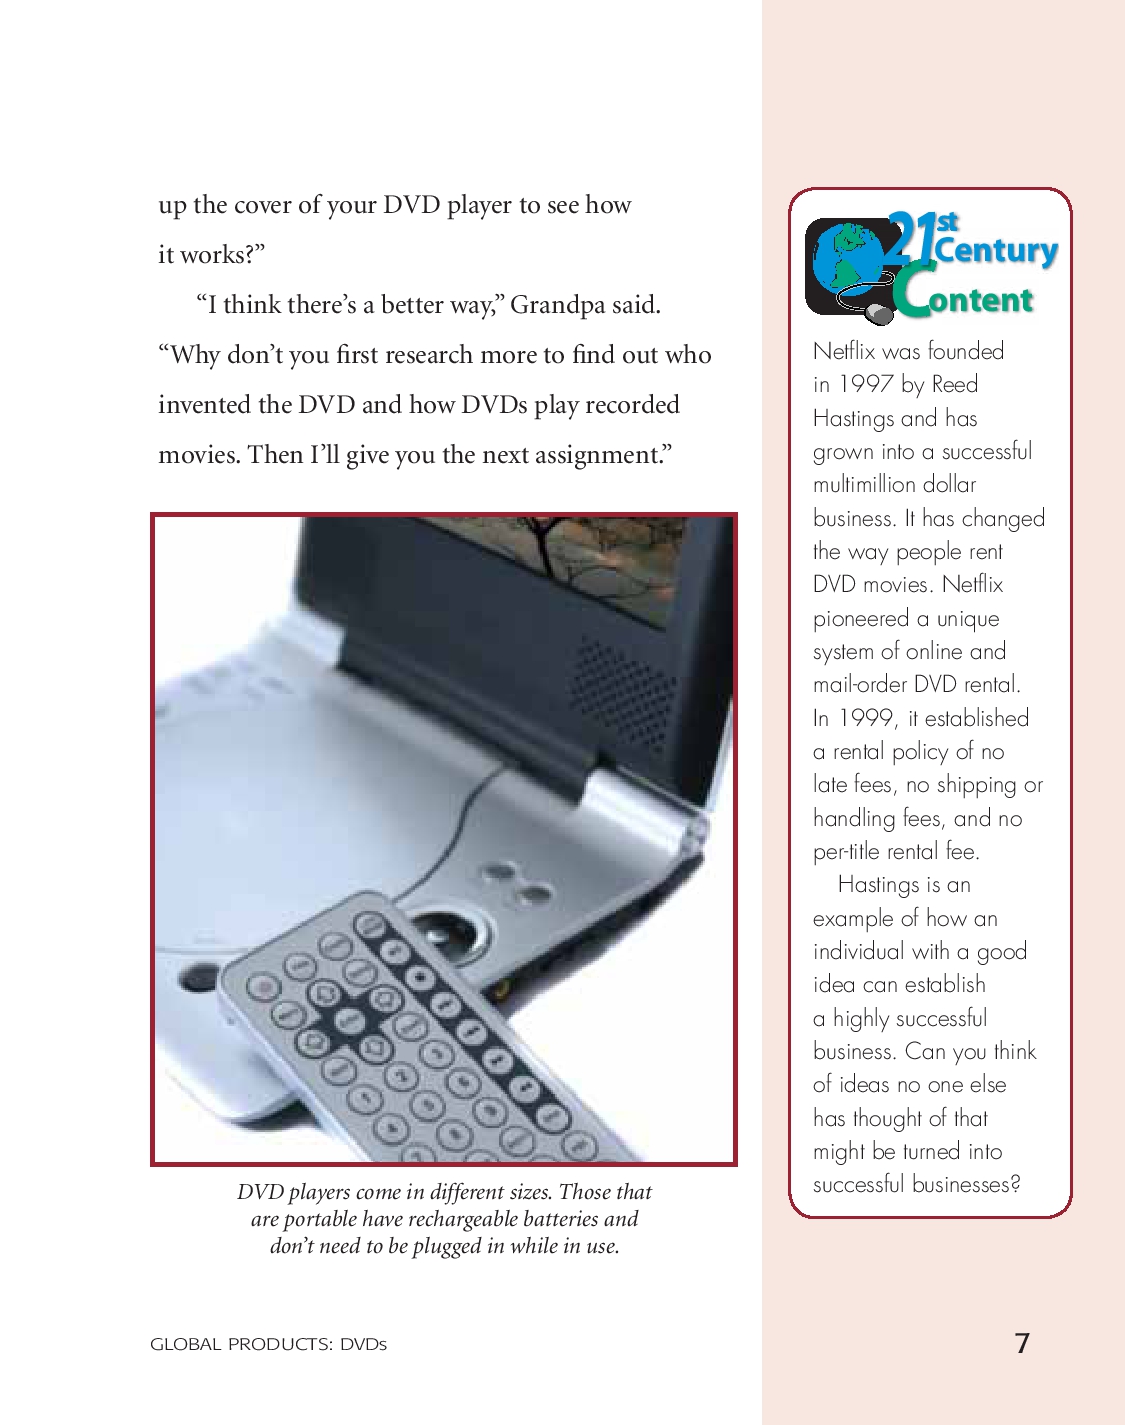 up the cover of your DVD player to see how
it works?”
“I think there’s a better way,” Grandpa said.
“Why don’t you first research more to find out who
invented the DVD and how DVDs play recorded
movies. Then I’ll give you the next assignment.”
DVD players come in different sizes. Those that
are portable have rechargeable batteries and
don’t need to be plugged in while in use.
21st
Century
Content
Netflix was founded
in 1997 by Reed
Hastings and has
grown into a successful
multimillion dollar
business. It has changed
the way people rent
DVD movies. Netflix
pioneered a unique
system of online and
mail-order DVD rental.
In 1999, it established
a rental policy of no
late fees, no shipping or
handling fees, and no
per-title rental fee.
Hastings is an
example of how an
individual with a good
idea can establish
a highly successful
business. Can you think
of ideas no one else
has thought of that
might be turned into
successful businesses?
GLOBAL PRODUCTS: DVDs
7